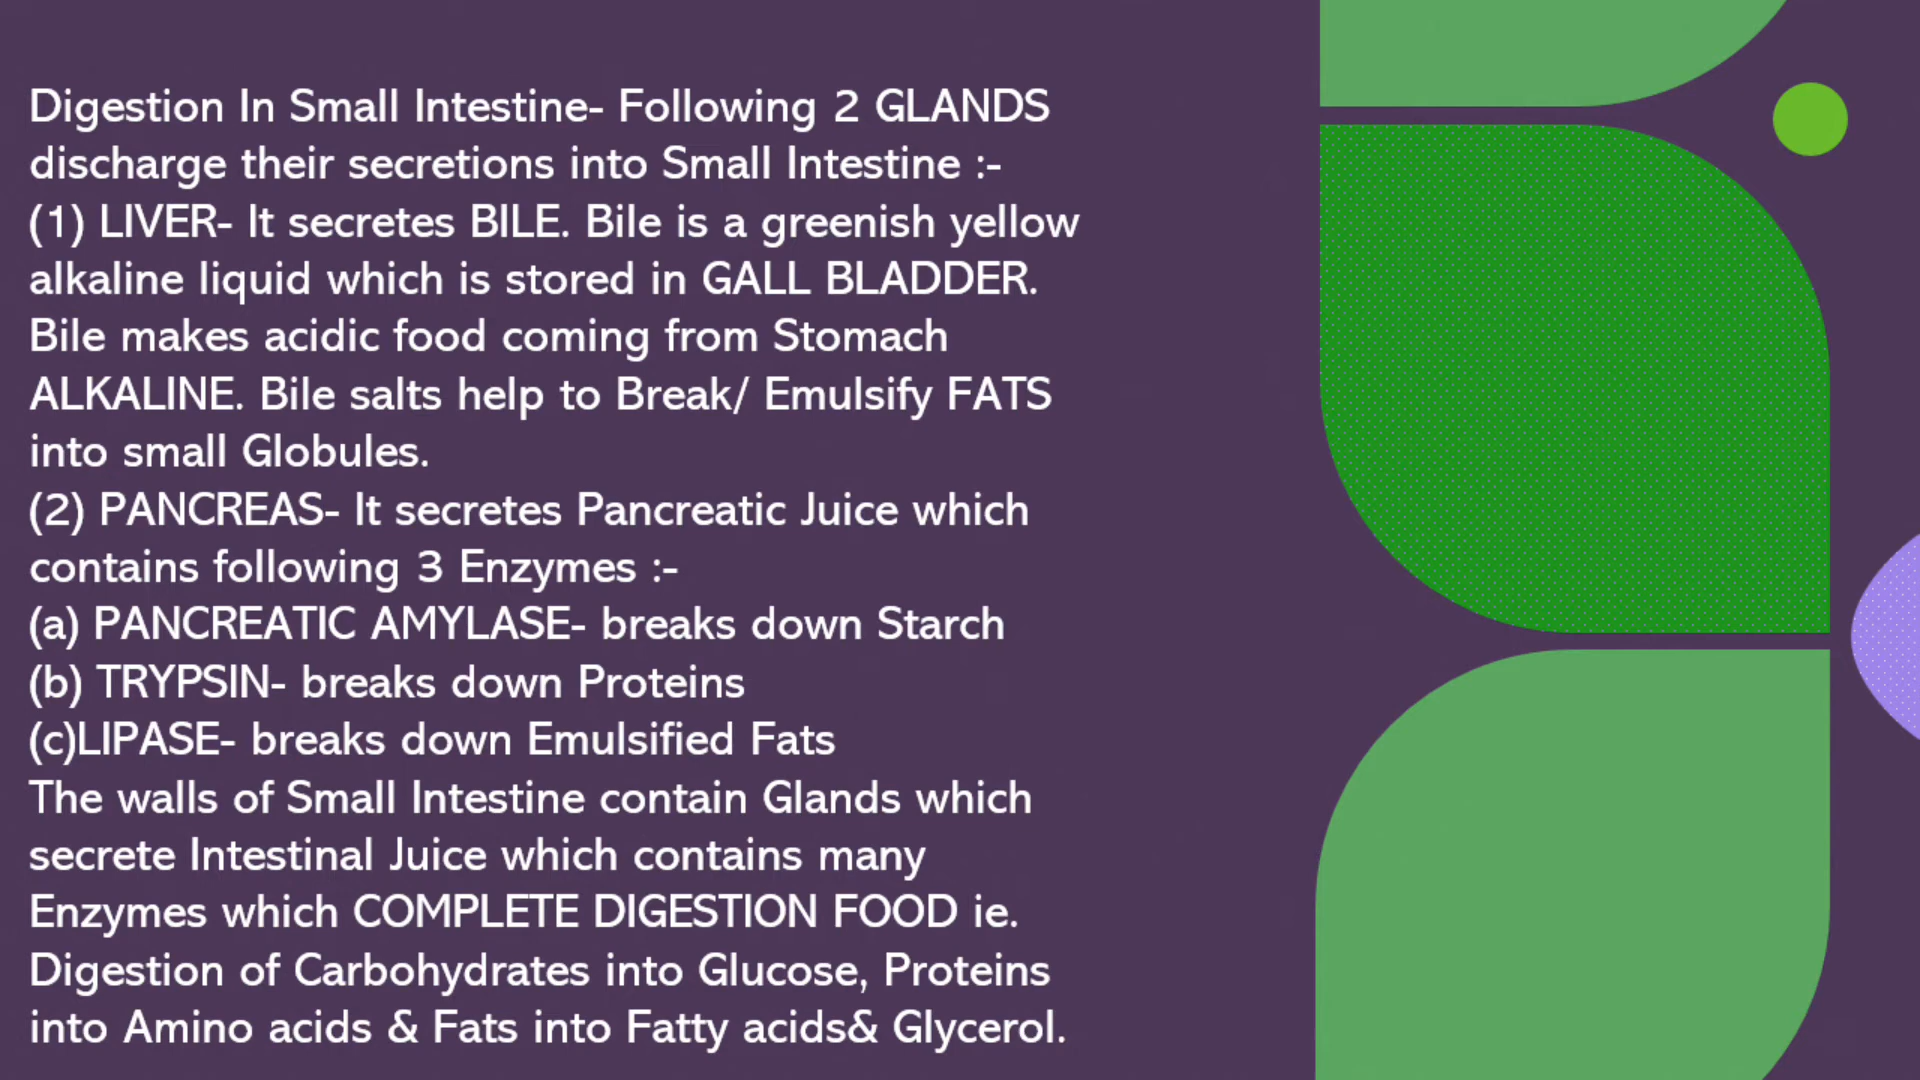 Digestion In Small Intestine- Following 2 GLANDS
discharge their secretions into Small Intestine :-
(1) LIVER- It secretes BILE. Bile is a greenish yellow
alkaline liquid which is stored in GALL BLADDER.
Bile makes acidic food coming from Stomach
ALKALINE. Bile salts help to Break/ Emulsify FATS
into small Globules.
(2) PANCREAS- It secretes Pancreatic Juice which
contains following 3 Enzymes :-
(a) PANCREATIC AMYLASE- breaks down Starch
(b) TRYPSIN- breaks down Proteins
(c)LIPASE- breaks down Emulsified Fats
The walls of Small Intestine contain Glands which
secrete Intestinal Juice which contains many
Enzymes which COMPLETE DIGESTION FOOD ie.
Digestion of Carbohydrates into Glucose, Proteins
into Amino acids & Fats into Fatty acids& Glycerol.